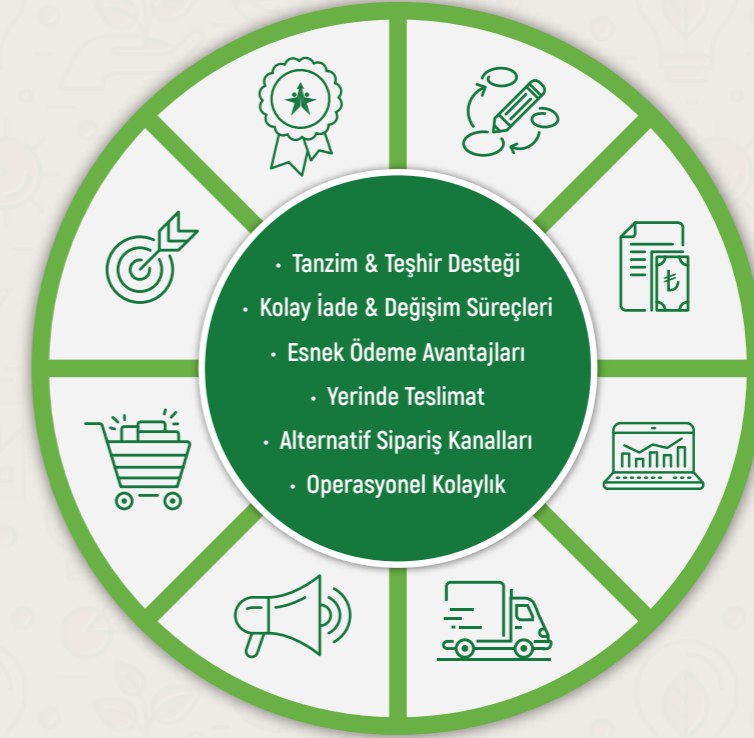 · Tanzim & Teşhir Desteği
· Kolay İade & Değişim Süreçleri
· Esnek Ödeme Avantajları
· Yerinde Teslimat
· Alternatif Sipariş Kanalları
· Operasyonel Kolaylık
₺